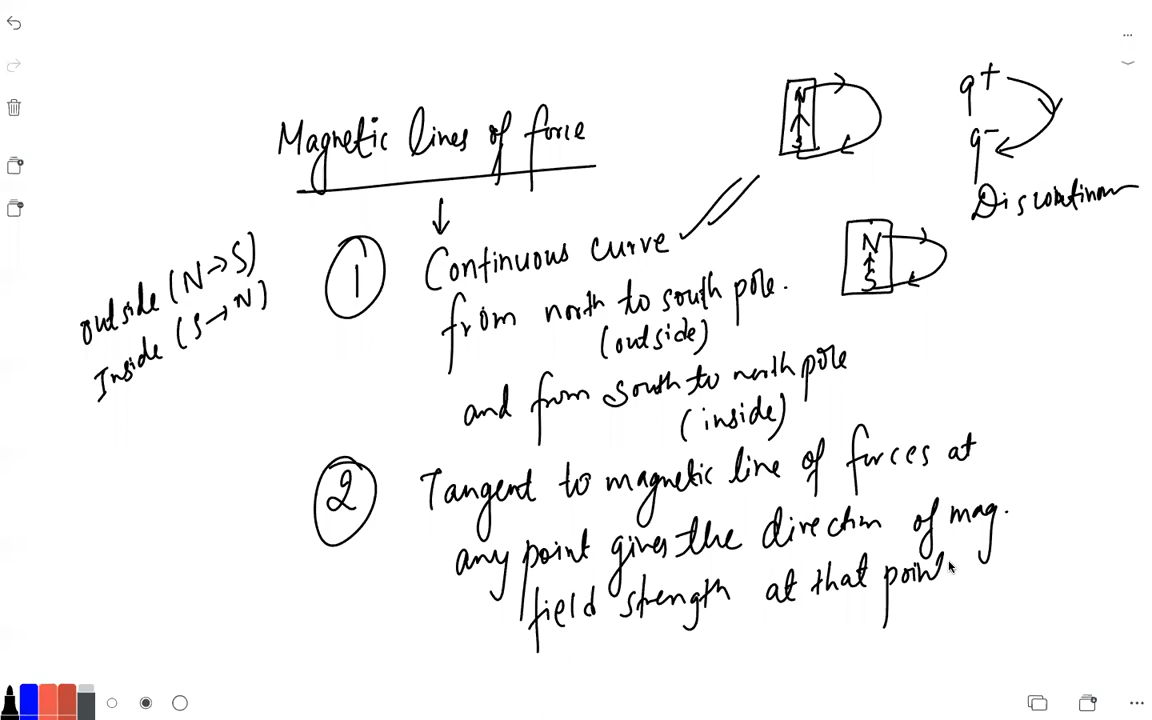 Magnetic lines of force
N
S
q+
q-
Discontinuou
outside (N→S)
Inside (S→N)
1
Continuous curve
from north to south pole.
(outside)
N
S
and from south to north pole
(inside)
2
Tangent to magnetic line of forces at
any point gives the direction of mag.
field strength at that point